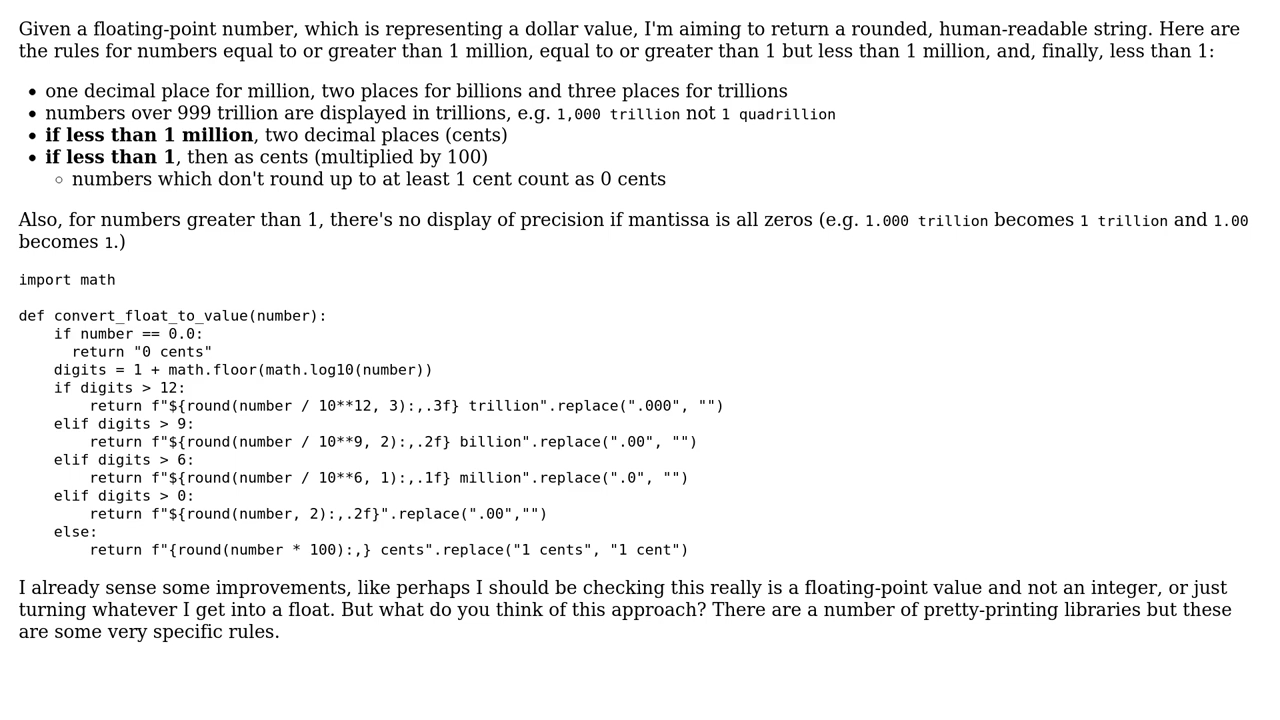 Given a floating-point number, which is representing a dollar value, I'm aiming to return a rounded, human-readable string. Here are
the rules for numbers equal to or greater than 1 million, equal to or greater than 1 but less than 1 million, and, finally, less than 1:
• one decimal place for million, two places for billions and three places for trillions
• numbers over 999 trillion are displayed in trillions, e.g. 1,000 trillion not 1 quadrillion
• if less than 1 million, two decimal places (cents)
• if less than 1, then as cents (multiplied by 100)
◦ numbers which don't round up to at least 1 cent count as 0 cents
Also, for numbers greater than 1, there's no display of precision if mantissa is all zeros (e.g. 1.000 trillion becomes 1 trillion and 1.00
becomes 1.)
import math
def convert_float_to_value(number):
    if number == 0.0:
      return "0 cents"
    digits = 1 + math.floor(math.log10(number))
    if digits > 12:
        return f"${round(number / 10**12, 3):,.3f} trillion".replace(".000", "")
    elif digits > 9:
        return f"${round(number / 10**9, 2):,.2f} billion".replace(".00", "")
    elif digits > 6:
        return f"${round(number / 10**6, 1):,.1f} million".replace(".0", "")
    elif digits > 0:
        return f"${round(number, 2):,.2f}".replace(".00","")
    else:
        return f"{round(number * 100):,} cents".replace("1 cents", "1 cent")
I already sense some improvements, like perhaps I should be checking this really is a floating-point value and not an integer, or just
turning whatever I get into a float. But what do you think of this approach? There are a number of pretty-printing libraries but these
are some very specific rules.